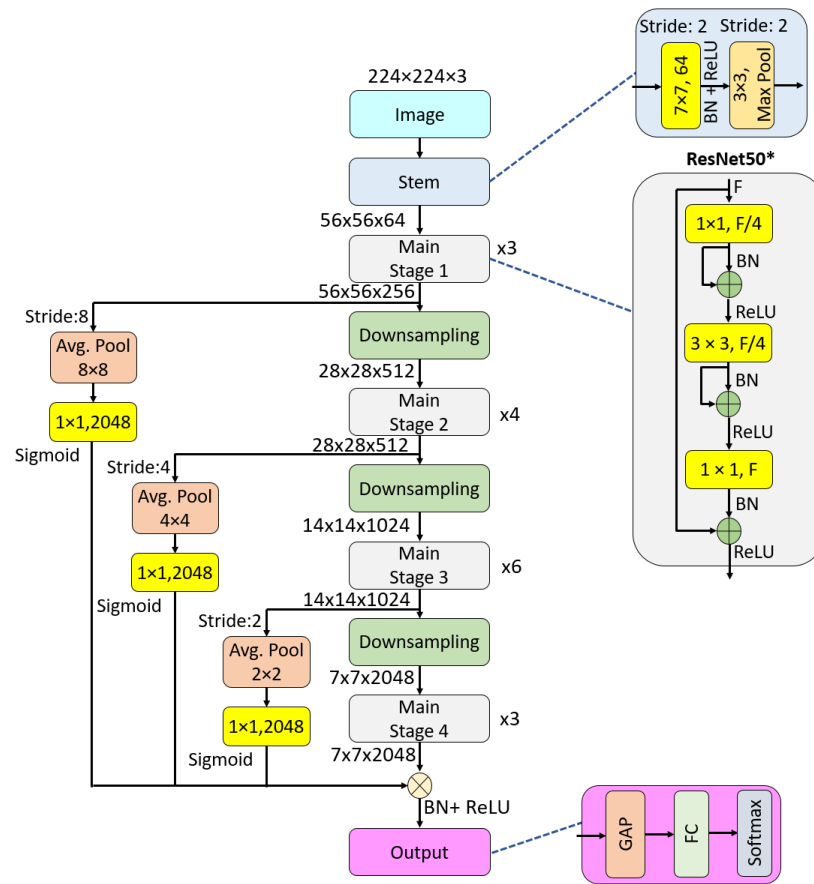 224×224×3
Image
Stem
56x56x64
Main
Stage 1
x3
56x56x256
Stride:8
Avg. Pool
8×8
1×1,2048
Sigmoid
Downsampling
28x28x512
Main
Stage 2
x4
28x28x512
Stride:4
Avg. Pool
4×4
1×1,2048
Sigmoid
Downsampling
14x14x1024
Main
Stage 3
x6
14x14x1024
Stride:2
Avg. Pool
2×2
1×1,2048
Sigmoid
Downsampling
7x7x2048
Main
Stage 4
x3
7x7x2048
BN+ ReLU
Output
Stride: 2
Stride: 2
7×7, 64
BN + ReLU
3×3,
Max Pool
ResNet50*
F
1×1, F/4
BN
ReLU
3 × 3, F/4
BN
ReLU
1 × 1, F
BN
ReLU
GAP
FC
Softmax